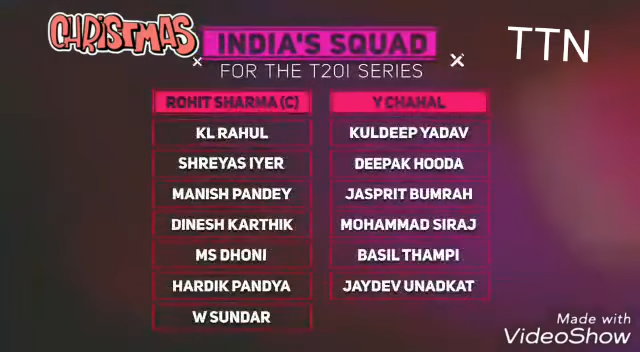 CHRISTMAS
INDIA'S SQUAD
TTN
FOR THE T20I SERIES
ROHIT SHARMA (C)
KL RAHUL
SHREYAS IYER
MANISH PANDEY
DINESH KARTHIK
MS DHONI
HARDIK PANDYA
W SUNDAR
Y CHAHAL
KULDEEP YADAV
DEEPAK HOODA
JASPRIT BUMRAH
MOHAMMAD SIRAJ
BASIL THAMPI
JAYDEV UNADKAT
Made with
VideoShow